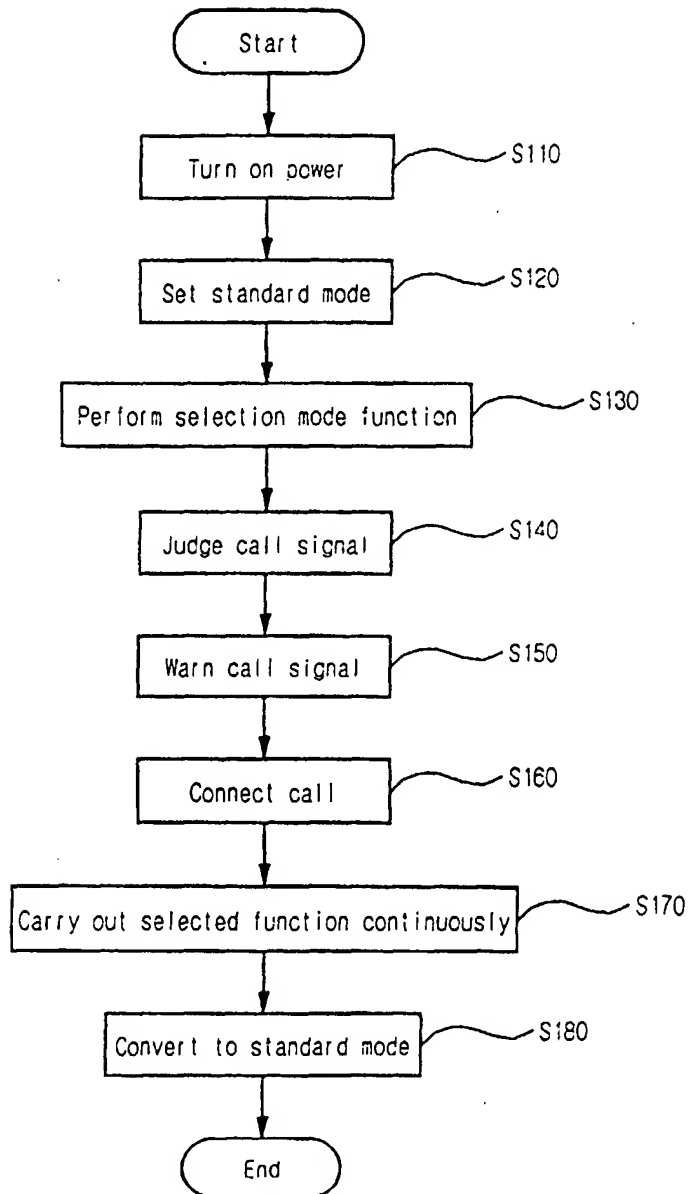 Start
Turn on power
S110
Set standard mode
S120
Perform selection mode function
S130
Judge call signal
S140
Warn call signal
S150
Connect call
S160
Carry out selected function continuously
S170
Convert to standard mode
S180
End